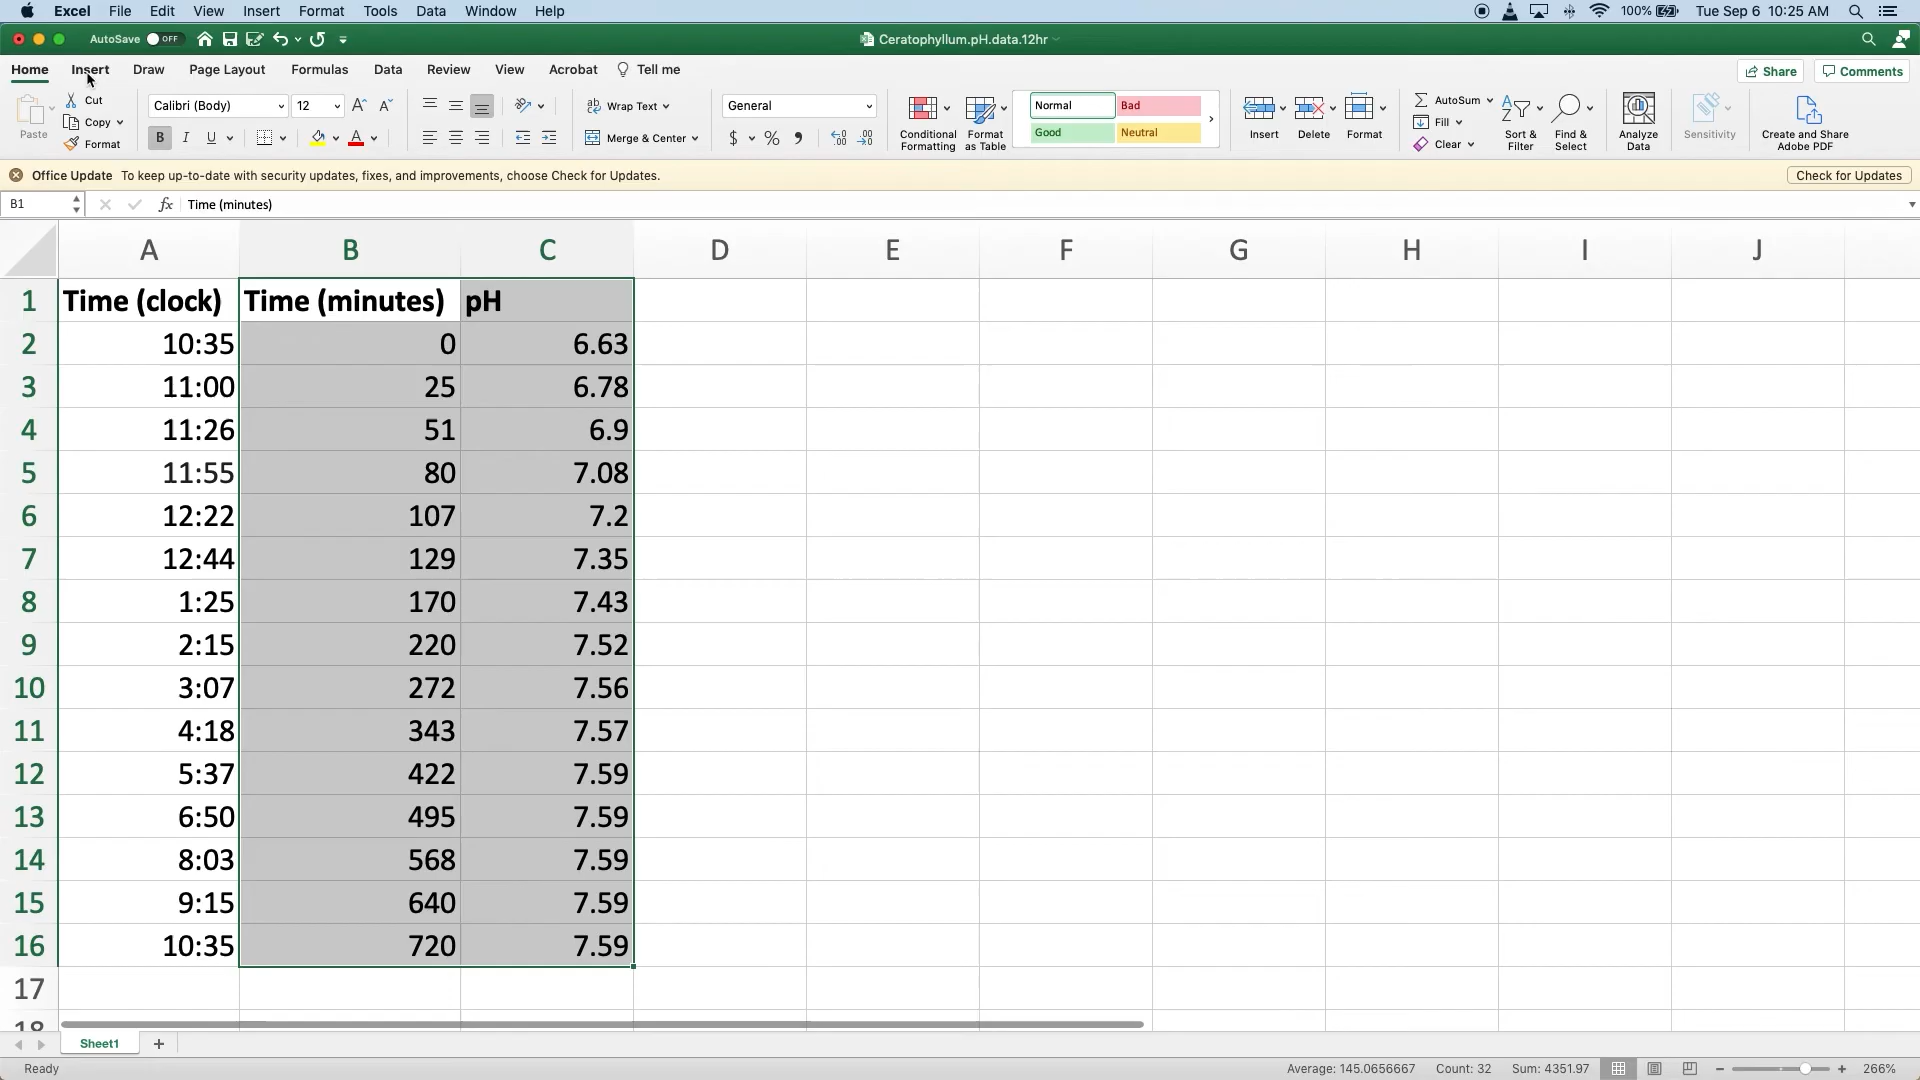 Excel File Edit View Insert Format Tools Data Window Help 100% Tue Sep 6 10:25 AM
AutoSave OFF Ceratophyllum.pH.data.12hr
Home Insert Draw Page Layout Formulas Data Review View Acrobat Tell me Share Comments
Paste Cut Copy Format
Calibri (Body) 12
B I U A
Wrap Text
Merge & Center
General
$ %
Conditional Formatting
Format as Table
Normal Bad
Good Neutral
Insert Delete Format
AutoSum
Fill
Clear
Sort & Filter
Find & Select
Analyze Data
Sensitivity
Create and Share Adobe PDF
Office Update To keep up-to-date with security updates, fixes, and improvements, choose Check for Updates. Check for Updates
B1 fx Time (minutes)
A B C D E F G H I J
1 Time (clock) Time (minutes) pH
2 10:35 0 6.63
3 11:00 25 6.78
4 11:26 51 6.9
5 11:55 80 7.08
6 12:22 107 7.2
7 12:44 129 7.35
8 1:25 170 7.43
9 2:15 220 7.52
10 3:07 272 7.56
11 4:18 343 7.57
12 5:37 422 7.59
13 6:50 495 7.59
14 8:03 568 7.59
15 9:15 640 7.59
16 10:35 720 7.59
17
18
Sheet1 +
Ready Average: 145.0656667 Count: 32 Sum: 4351.97 266%